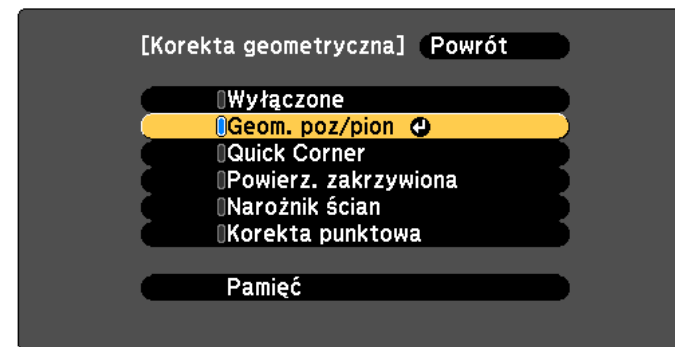 [Korekta geometryczna] Powrót
Wyłączone
Geom. poz/pion
Quick Corner
Powierz. zakrzywiona
Narożnik ścian
Korekta punktowa
Pamięć